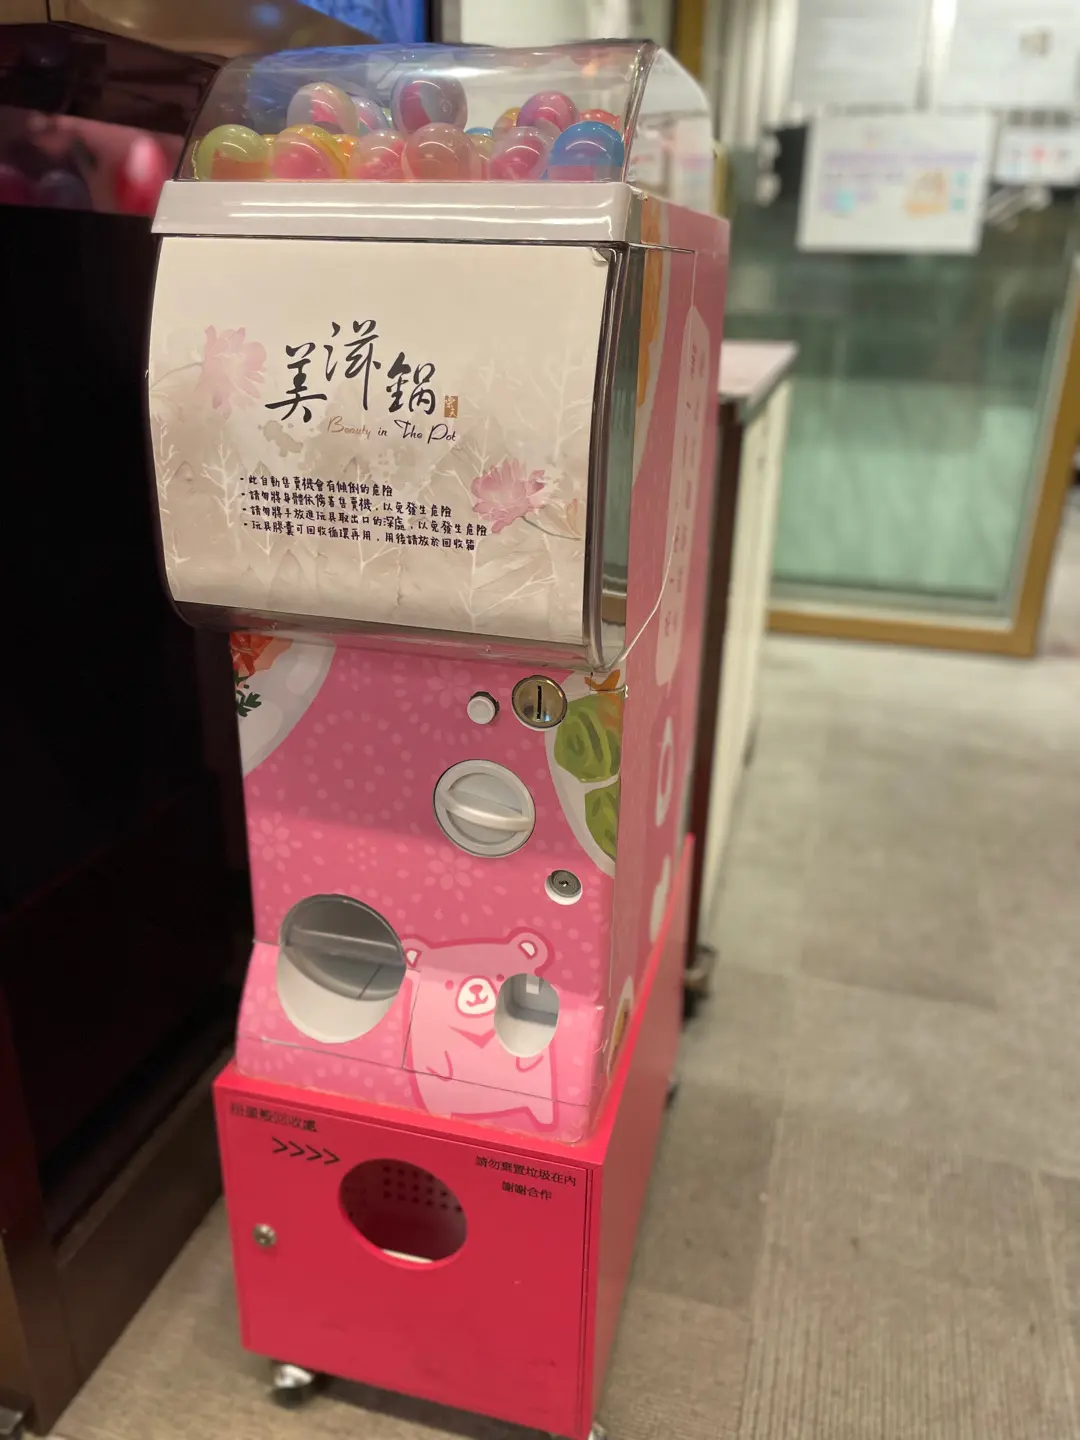 美滋鍋
Beauty in The Pot
- 此自動售賣機會有傾倒的危險
- 請勿將身體依傍着售賣機，以免發生危險
- 請勿將手放進玩具取出口的深處，以免發生危險
- 玩具膠囊可回收循環再用，用後請放於回收箱
扭蛋殼回收處
>>>>
請勿棄置垃圾在內
謝謝合作